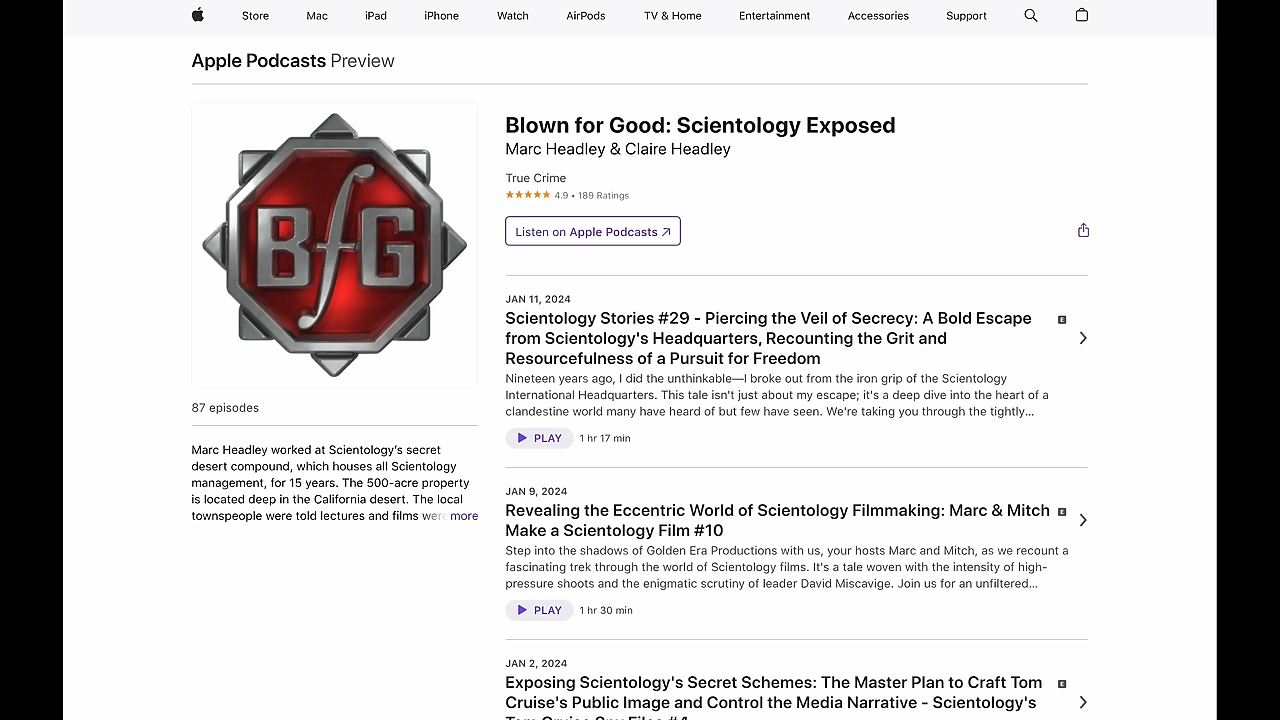 Store Mac iPad iPhone Watch AirPods TV & Home Entertainment Accessories Support
Apple Podcasts Preview
BfG
87 episodes
Marc Headley worked at Scientology's secret
desert compound, which houses all Scientology
management, for 15 years. The 500-acre property
is located deep in the California desert. The local
townspeople were told lectures and films were more
Blown for Good: Scientology Exposed
Marc Headley & Claire Headley
True Crime
★★★★★ 4.9 • 189 Ratings
Listen on Apple Podcasts ↗
JAN 11, 2024
Scientology Stories #29 - Piercing the Veil of Secrecy: A Bold Escape E
from Scientology's Headquarters, Recounting the Grit and
Resourcefulness of a Pursuit for Freedom
Nineteen years ago, I did the unthinkable—I broke out from the iron grip of the Scientology
International Headquarters. This tale isn't just about my escape; it's a deep dive into the heart of a
clandestine world many have heard of but few have seen. We're taking you through the tightly...
PLAY 1 hr 17 min
JAN 9, 2024
Revealing the Eccentric World of Scientology Filmmaking: Marc & Mitch E
Make a Scientology Film #10
Step into the shadows of Golden Era Productions with us, your hosts Marc and Mitch, as we recount a
fascinating trek through the world of Scientology films. It's a tale woven with the intensity of high-
pressure shoots and the enigmatic scrutiny of leader David Miscavige. Join us for an unfiltered...
PLAY 1 hr 30 min
JAN 2, 2024
Exposing Scientology's Secret Schemes: The Master Plan to Craft Tom E
Cruise's Public Image and Control the Media Narrative - Scientology's
Tom Cruise Spy Files #4